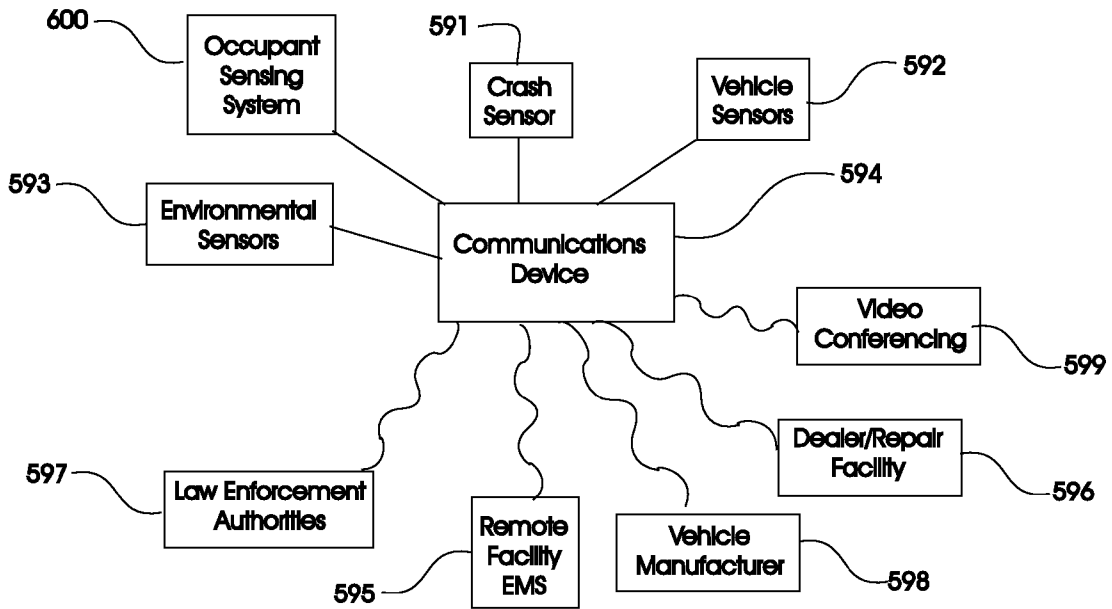 600
Occupant
Sensing
System
591
Crash
Sensor
Vehicle
Sensors
592
593
Environmental
Sensors
594
Communications
Device
Video
Conferencing
599
Dealer/Repair
Facility
596
597
Law Enforcement
Authorities
Remote
Facility
EMS
595
Vehicle
Manufacturer
598